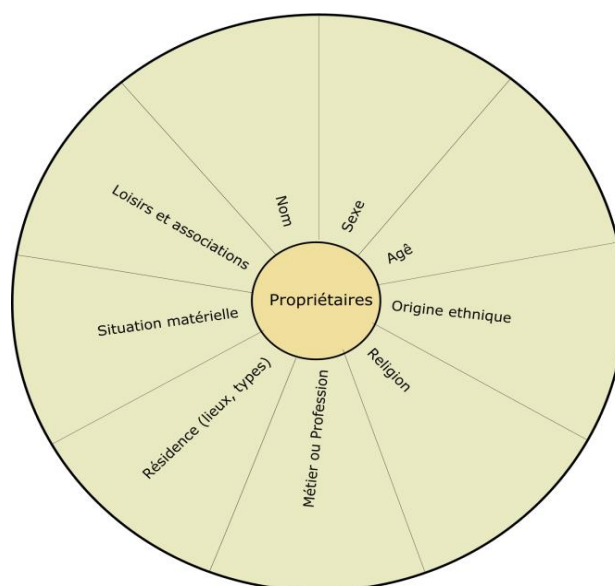 Nom
Sexe
Agê
Origine ethnique
Religion
Métier ou Profession
Résidence (lieux, types)
Situation matérielle
Loisirs et associations
Propriétaires